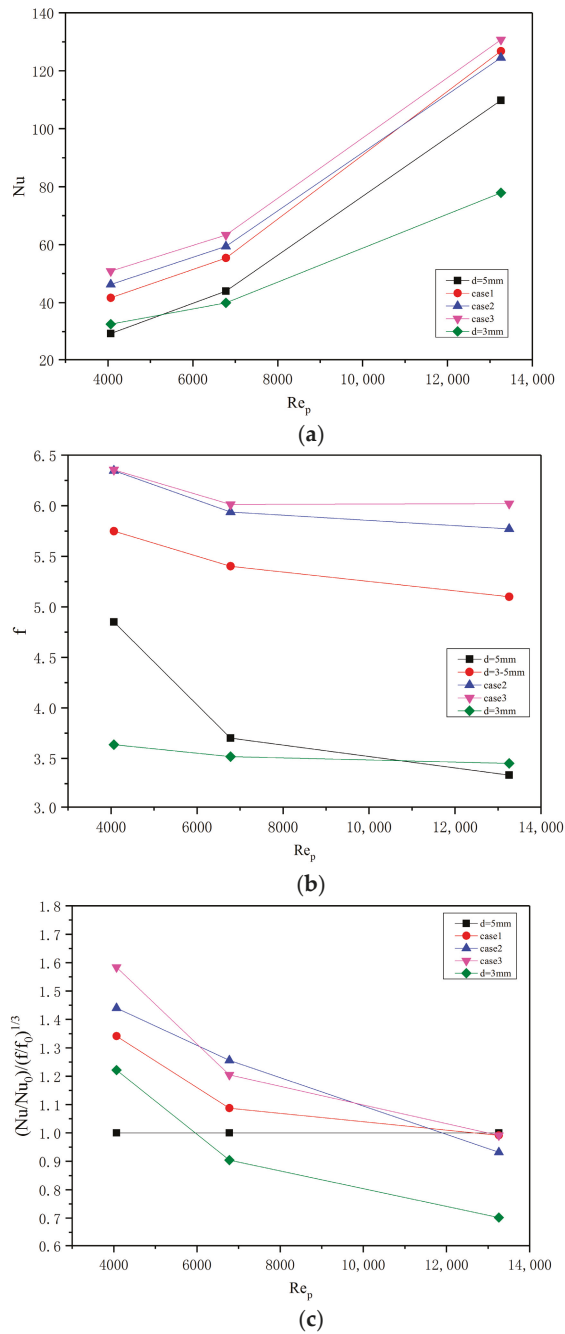 140
120
100
80
60
40
20
Nu
d=5mm
case1
case2
case3
d=3mm
4000
6000
8000
10,000
12,000
14,000
Reₚ
(a)
6.5
6.0
5.5
5.0
4.5
4.0
3.5
3.0
f
d=5mm
d=3-5mm
case2
case3
d=3mm
4000
6000
8000
10,000
12,000
14,000
Reₚ
(b)
1.8
1.7
1.6
1.5
1.4
1.3
1.2
1.1
1.0
0.9
0.8
0.7
0.6
(Nu/Nu₀)/(f/f₀)^1/3
d=5mm
case1
case2
case3
d=3mm
4000
6000
8000
10,000
12,000
14,000
Reₚ
(c)